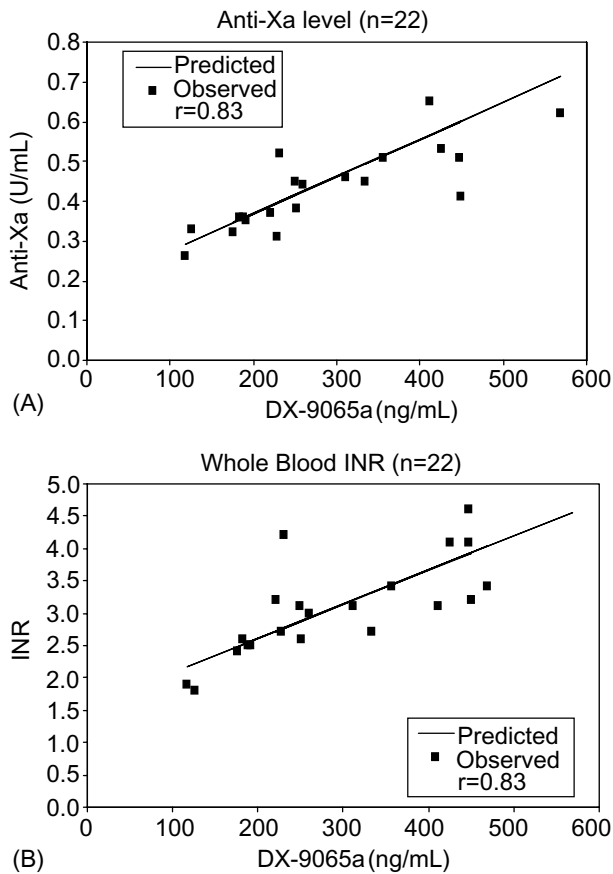 Anti-Xa level (n=22)
0.8
0.7
0.6
0.5
0.4
0.3
0.2
0.1
0.0
Anti-Xa (U/mL)
Predicted
Observed
r=0.83
0 100 200 300 400 500 600
DX-9065a (ng/mL)
(A)
Whole Blood INR (n=22)
5.0
4.5
4.0
3.5
3.0
2.5
2.0
1.5
1.0
0.5
0.0
INR
Predicted
Observed
r=0.83
0 100 200 300 400 500 600
DX-9065a (ng/mL)
(B)